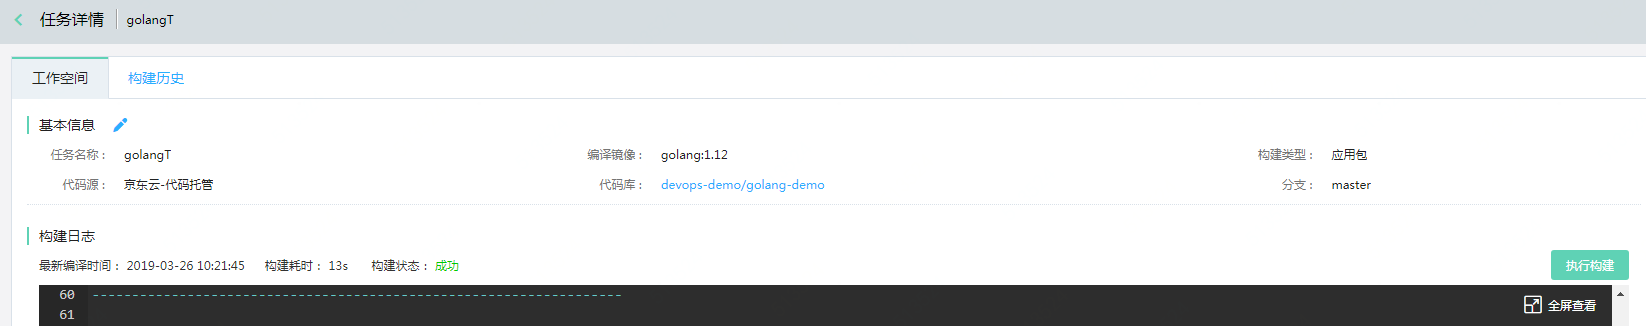 任务详情 golangT
工作空间 构建历史
基本信息
任务名称： golangT 编译镜像： golang:1.12 构建类型： 应用包
代码源： 京东云-代码托管 代码库： devops-demo/golang-demo 分支： master
构建日志
最新编译时间： 2019-03-26 10:21:45 构建耗时： 13s 构建状态： 成功 执行构建
60 ------------------------------------------------------------------
61 全屏查看